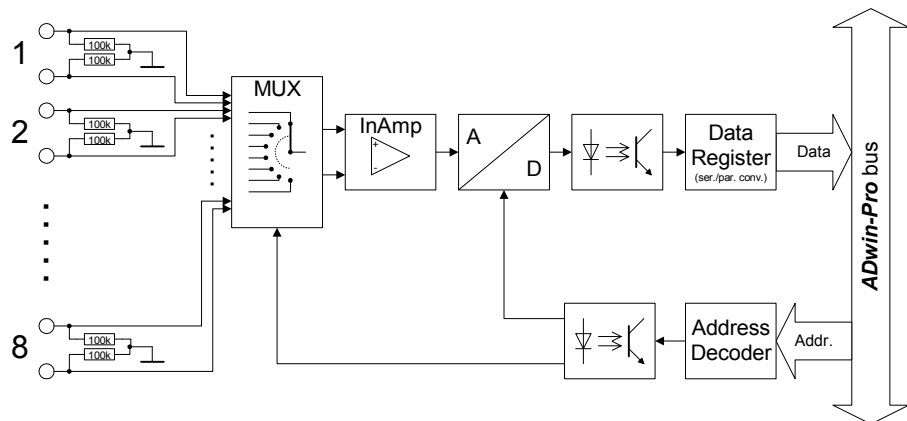 1
100k
100k
2
100k
100k
8
100k
100k
MUX
InAmp
+
-
A
D
Data
Register
(ser./par. conv.)
Data
Address
Decoder
Addr.
ADwin-Pro bus